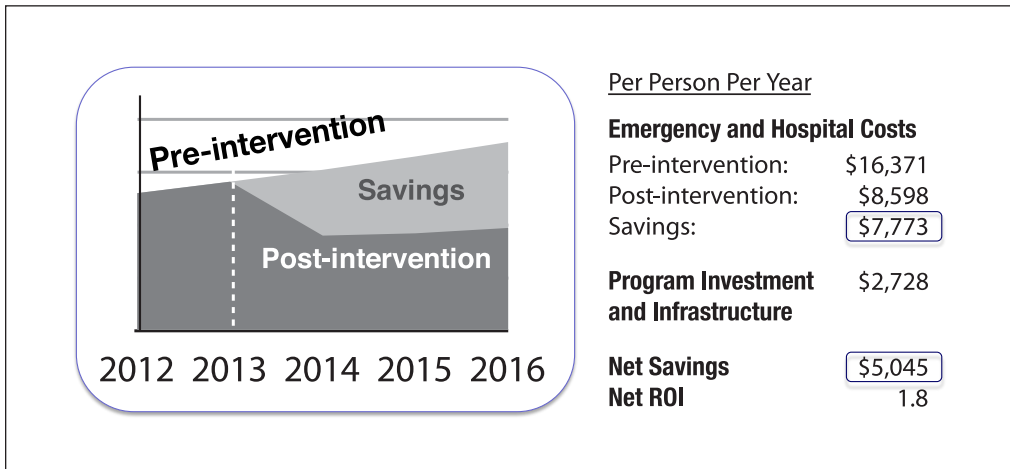 Pre-intervention
Savings
Post-intervention
2012 2013 2014 2015 2016
Per Person Per Year
Emergency and Hospital Costs
Pre-intervention: $16,371
Post-intervention: $8,598
Savings: $7,773
Program Investment $2,728
and Infrastructure
Net Savings $5,045
Net ROI 1.8